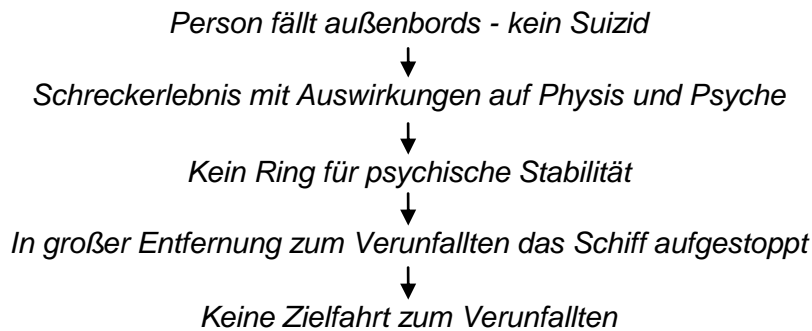 Person fällt außenbords - kein Suizid
Schreckerlebnis mit Auswirkungen auf Physis und Psyche
Kein Ring für psychische Stabilität
In großer Entfernung zum Verunfallten das Schiff aufgestoppt
Keine Zielfahrt zum Verunfallten